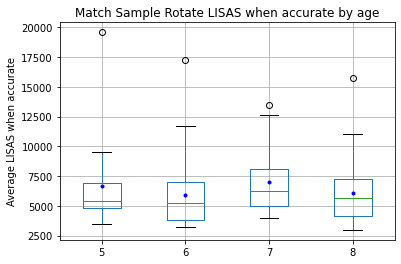 Match Sample Rotate LISAS when accurate by age
Average LISAS when accurate
20000
17500
15000
12500
10000
7500
5000
2500
5 6 7 8